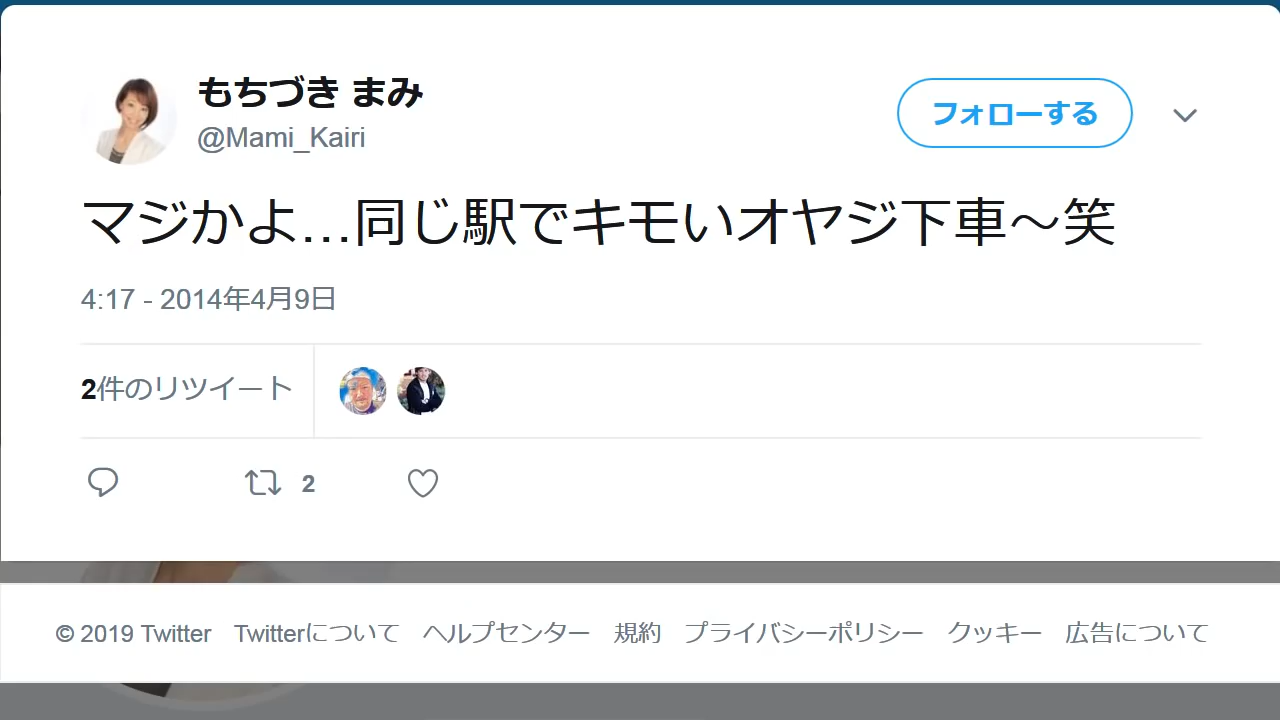 もちづき まみ
@Mami_Kairi
フォローする
マジかよ…同じ駅でキモいオヤジ下車～笑
4:17 - 2014年4月9日
2件のリツイート
2
© 2019 Twitter Twitterについて ヘルプセンター 規約 プライバシーポリシー クッキー 広告について